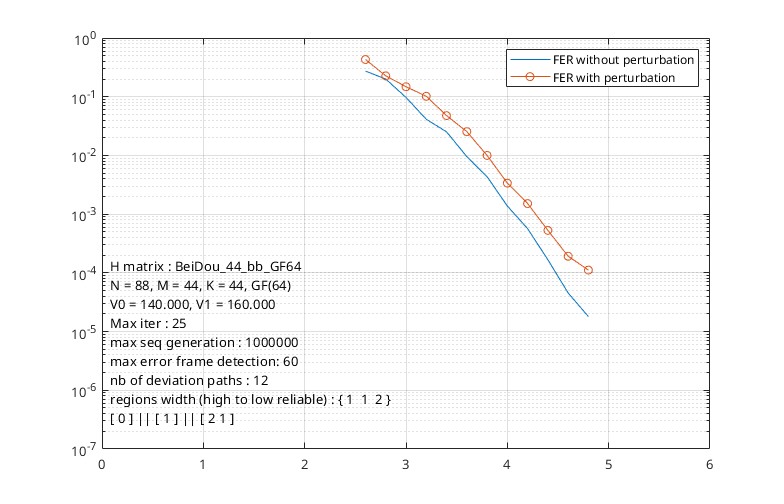 10^0
10^-1
10^-2
10^-3
10^-4
10^-5
10^-6
10^-7
FER without perturbation
FER with perturbation
H matrix : BeiDou_44_bb_GF64
N = 88, M = 44, K = 44, GF(64)
V0 = 140.000, V1 = 160.000
Max iter : 25
max seq generation : 1000000
max error frame detection: 60
nb of deviation paths : 12
regions width (high to low reliable) : { 1  1  2 }
[ 0 ] || [ 1 ] || [ 2 1 ]
0 1 2 3 4 5 6